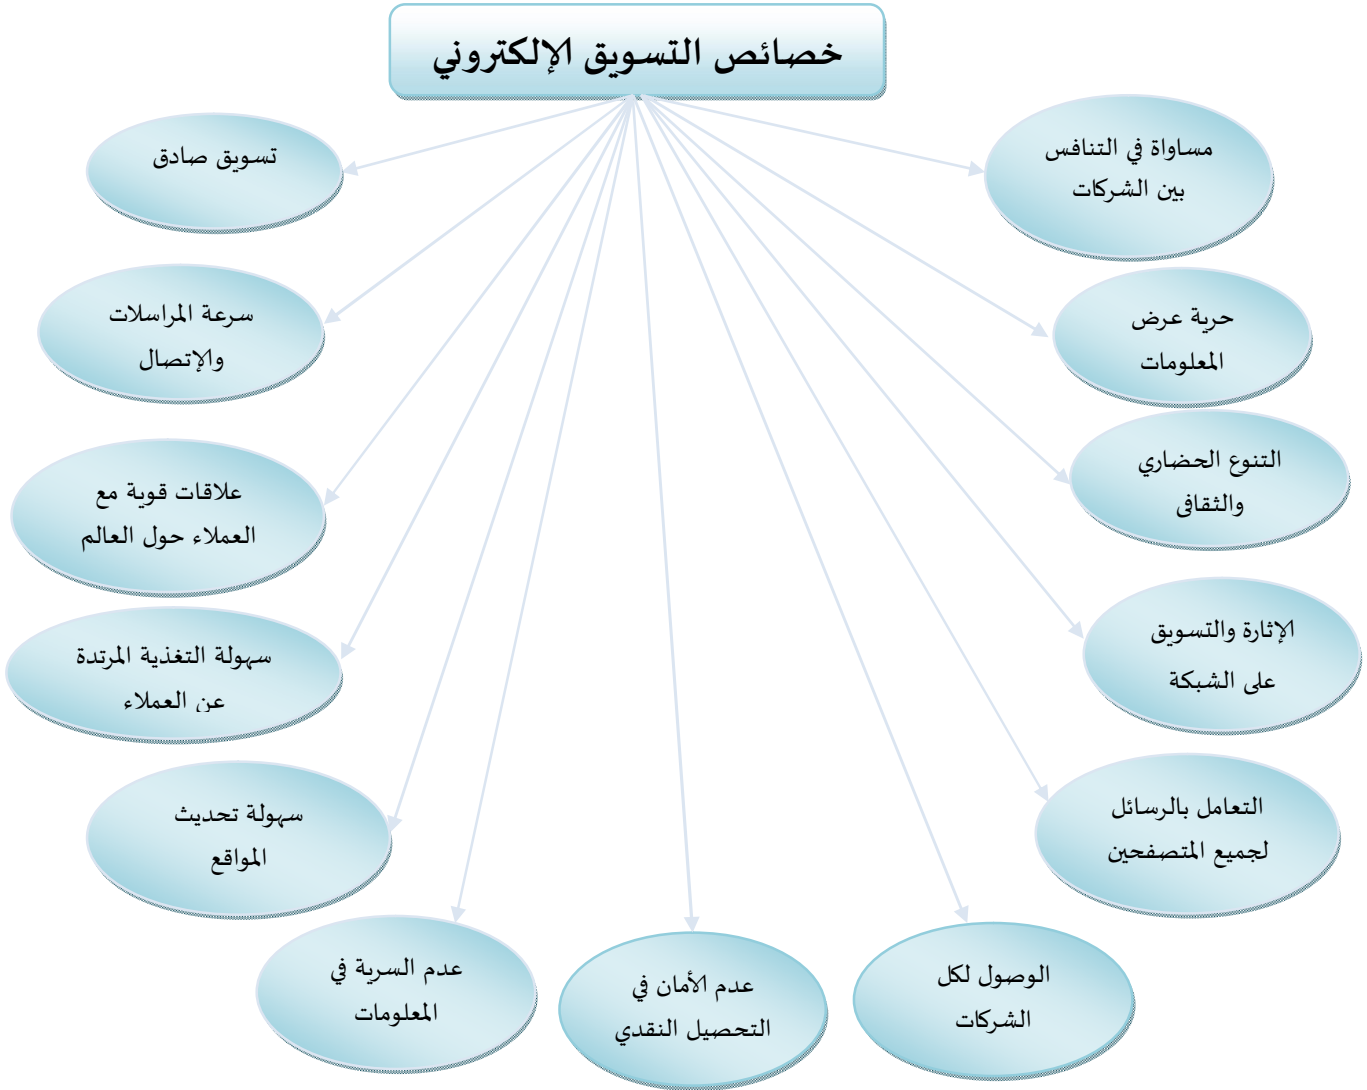 خصائص التسويق الإلكتروني
مساواة في التنافس
بين الشركات
حرية عرض
المعلومات
التنوع الحضاري
والثقافى
الإثارة والتسويق
على الشبكة
التعامل بالرسائل
لجميع المتصفحين
الوصول لكل
الشركات
عدم الأمان في
التحصيل النقدي
عدم السرية في
المعلومات
سهولة تحديث
المواقع
سهولة التغذية المرتدة
عن العملاء
علاقات قوية مع
العملاء حول العالم
سرعة المراسلات
والإتصال
تسويق صادق